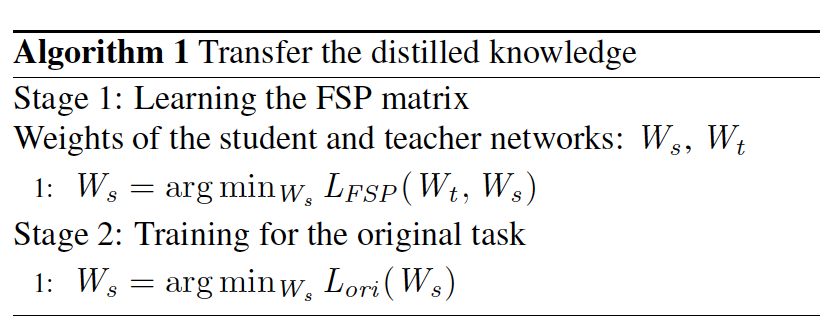 Algorithm 1 Transfer the distilled knowledge
Stage 1: Learning the FSP matrix
Weights of the student and teacher networks: $W_s$, $W_t$
1: $W_s = \arg\min_{W_s} L_{FSP}(W_t, W_s)$
Stage 2: Training for the original task
1: $W_s = \arg\min_{W_s} L_{ori}(W_s)$